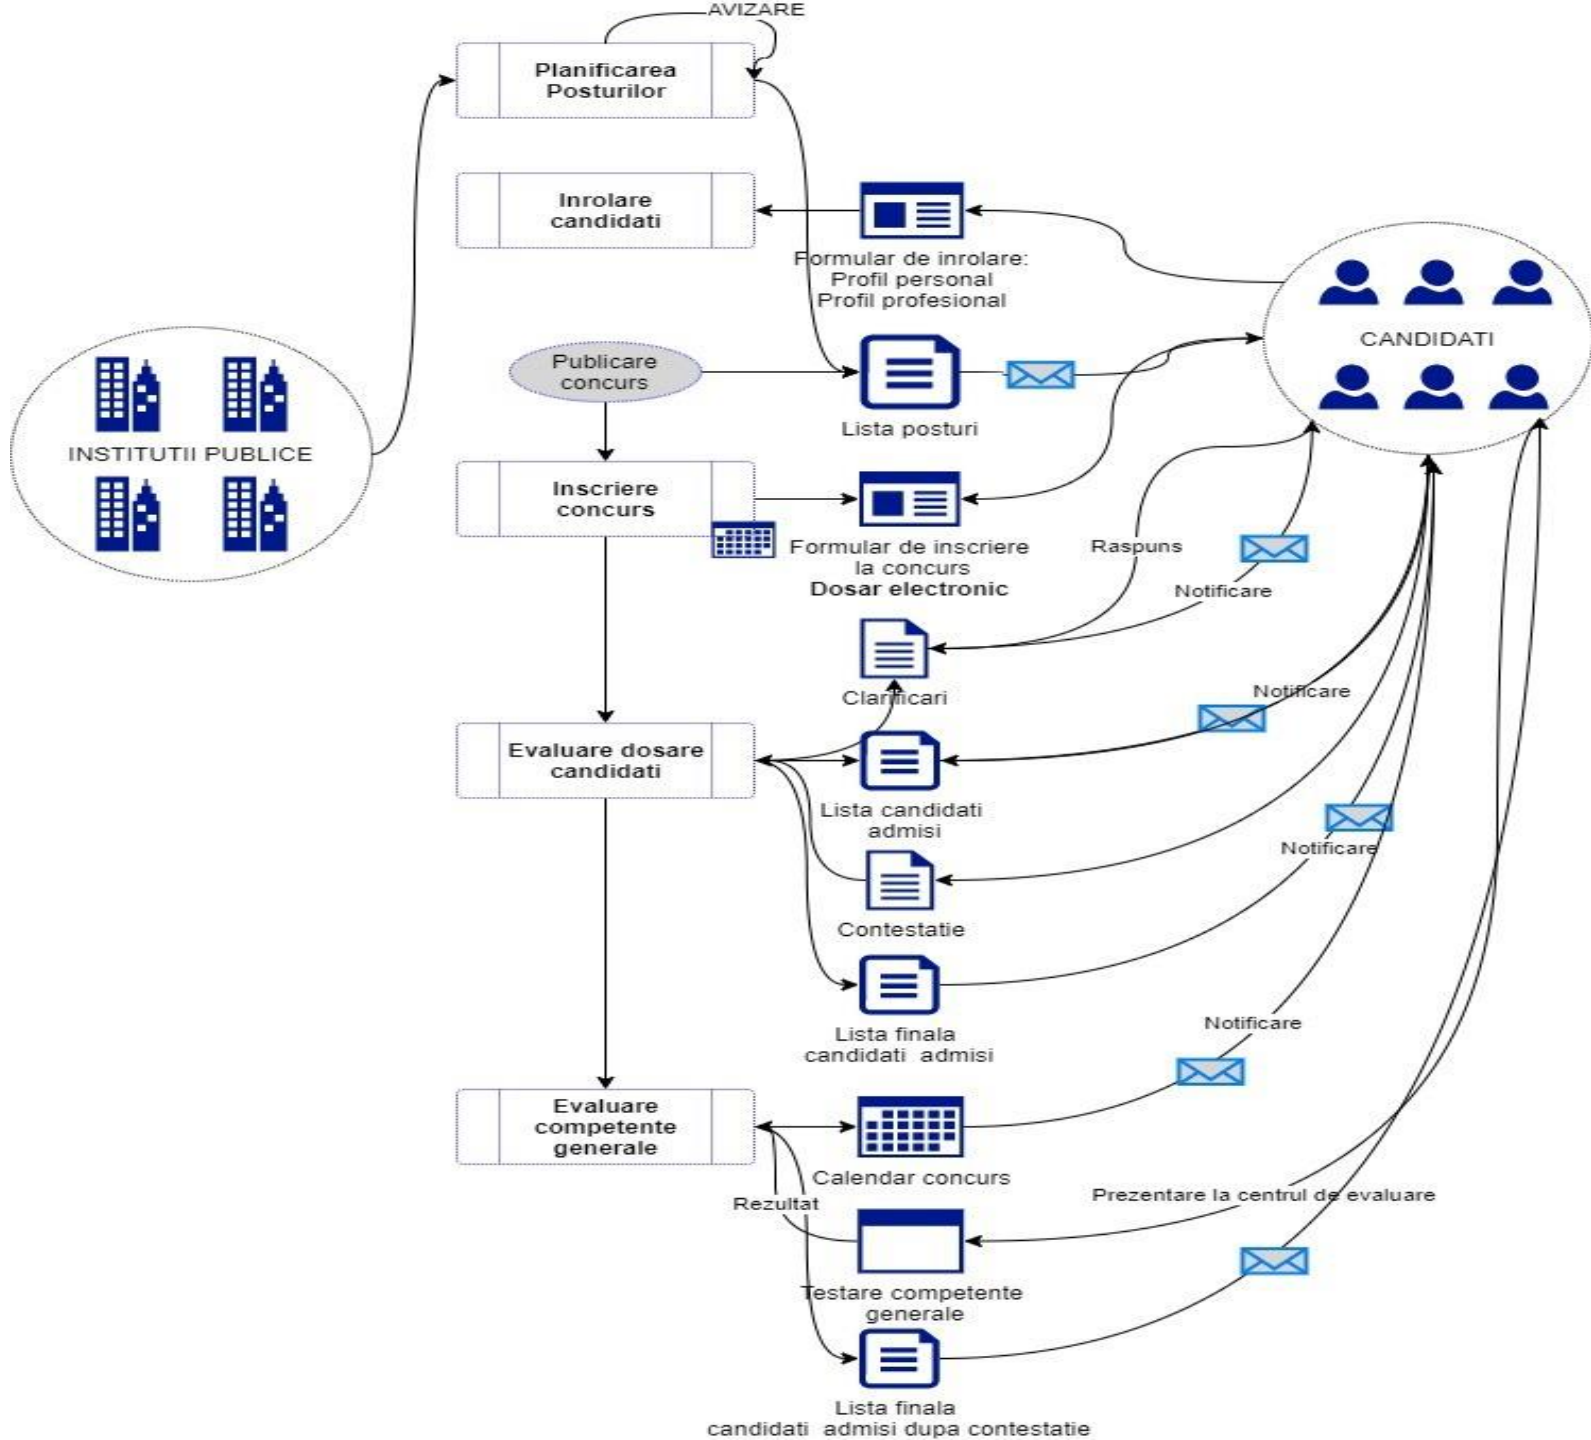 AVIZARE
Planificarea
Posturilor
Inrolare
candidati
Formular de inrolare:
Profil personal
Profil profesional
CANDIDATI
Publicare
concurs
Lista posturi
INSTITUTII PUBLICE
Inscriere
concurs
Formular de inscriere
la concurs
Dosar electronic
Raspuns
Notificare
Clarificari
Notificare
Evaluare dosare
candidati
Lista candidati
admisi
Notificare
Contestatie
Lista finala
candidati admisi
Notificare
Evaluare
competente
generale
Calendar concurs
Rezultat
Prezentare la centrul de evaluare
Testare competente
generale
Lista finala
candidati admisi dupa contestatie